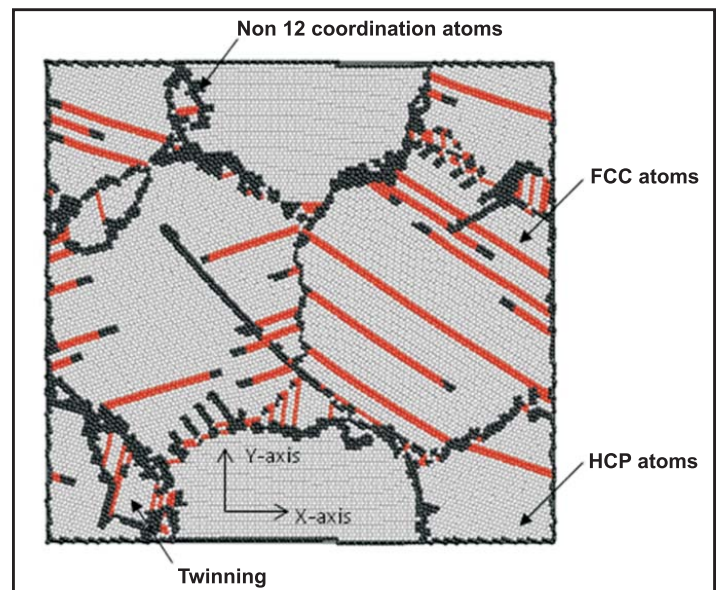 Non 12 coordination atoms
FCC atoms
HCP atoms
Y-axis
X-axis
Twinning